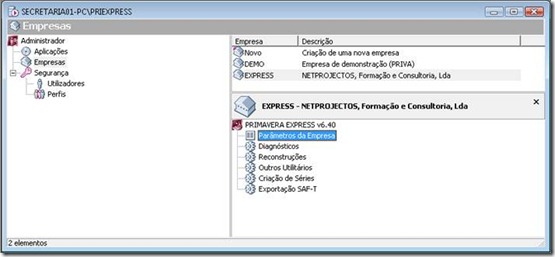 SECRETARIA01-PC\PRIEXPRESS
Empresas
Administrador
Aplicações
Empresas
Segurança
Utilizadores
Perfis
Empresa Descrição
Novo Criação de uma nova empresa
DEMO Empresa de demonstração (PRIVA)
EXPRESS NETPROJECTOS, Formação e Consultoria, Lda
EXPRESS - NETPROJECTOS, Formação e Consultoria, Lda
PRIMAVERA EXPRESS v6.40
Parâmetros da Empresa
Diagnósticos
Reconstruções
Outros Utilitários
Criação de Séries
Exportação SAF-T
2 elementos